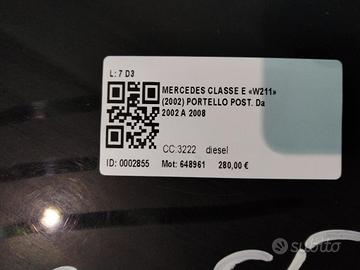 L: 7 D3
MERCEDES CLASSE E «W211»
(2002) PORTELLO POST. Da
2002 A 2008
CC:3222 diesel
ID: 0002855 Mot: 648961 280,00 €
subito